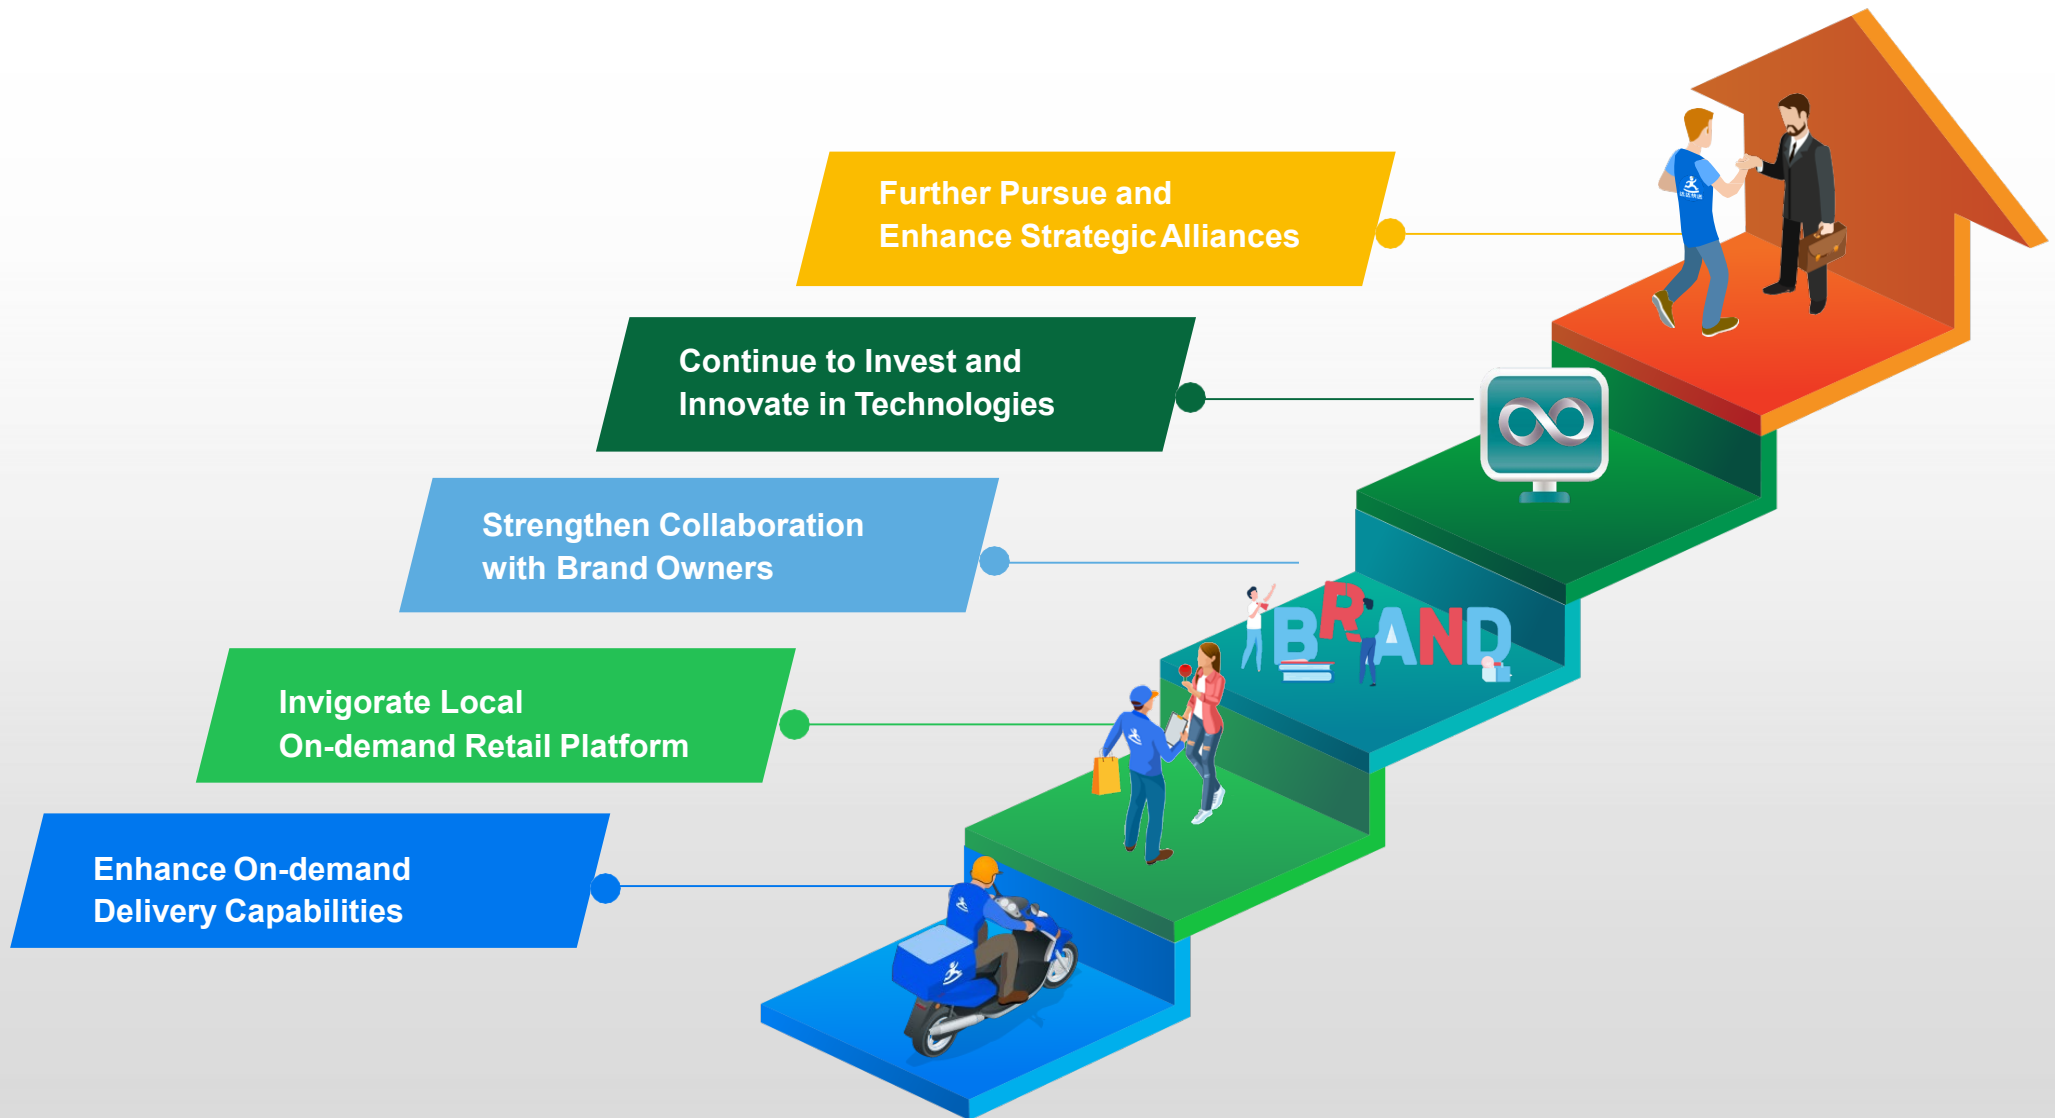 Further Pursue and
Enhance Strategic Alliances
Continue to Invest and
Innovate in Technologies
Strengthen Collaboration
with Brand Owners
BRAND
Invigorate Local
On-demand Retail Platform
Enhance On-demand
Delivery Capabilities